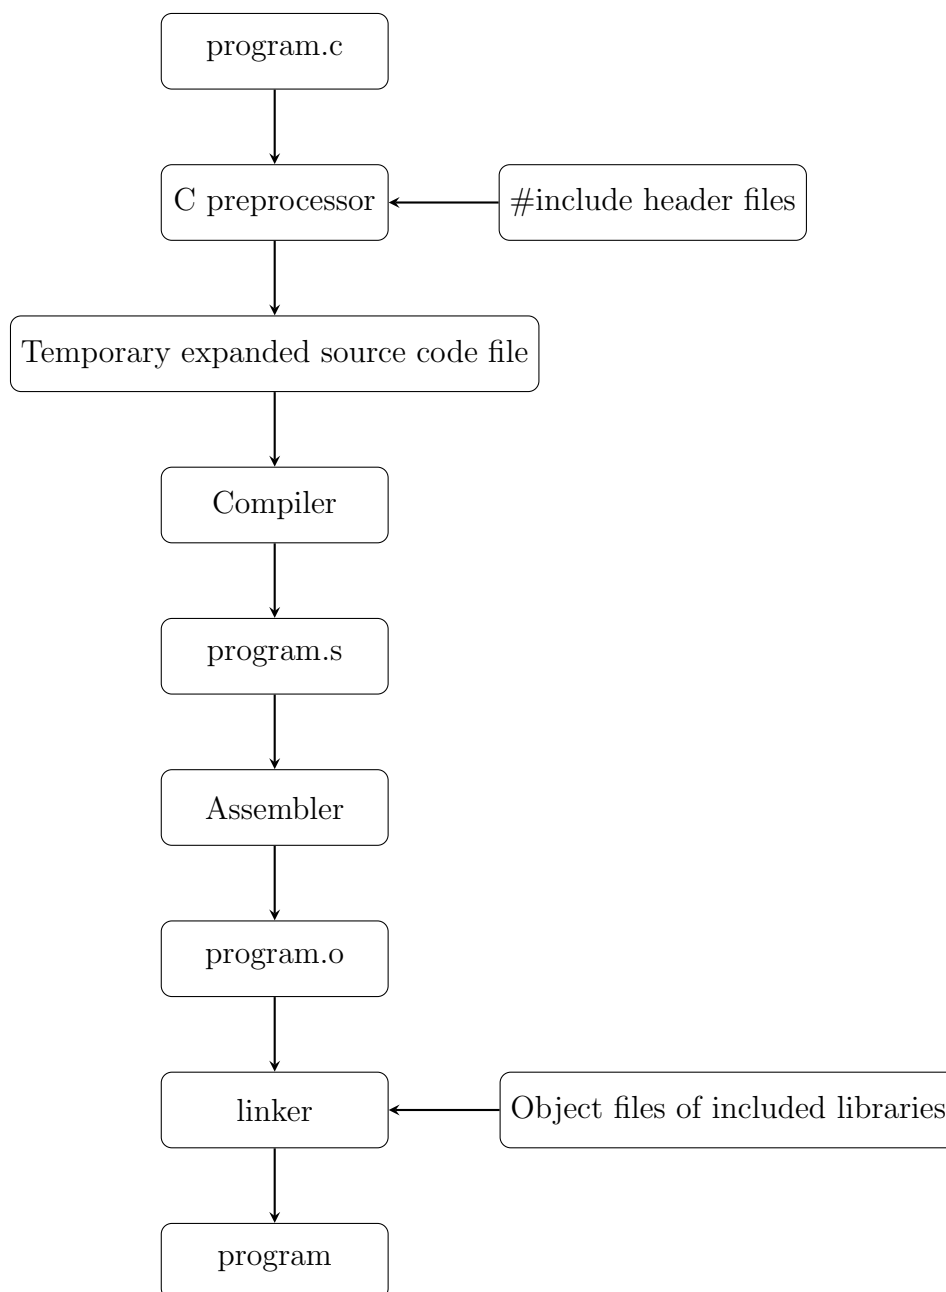 program.c
C preprocessor
#include header files
Temporary expanded source code file
Compiler
program.s
Assembler
program.o
linker
Object files of included libraries
program